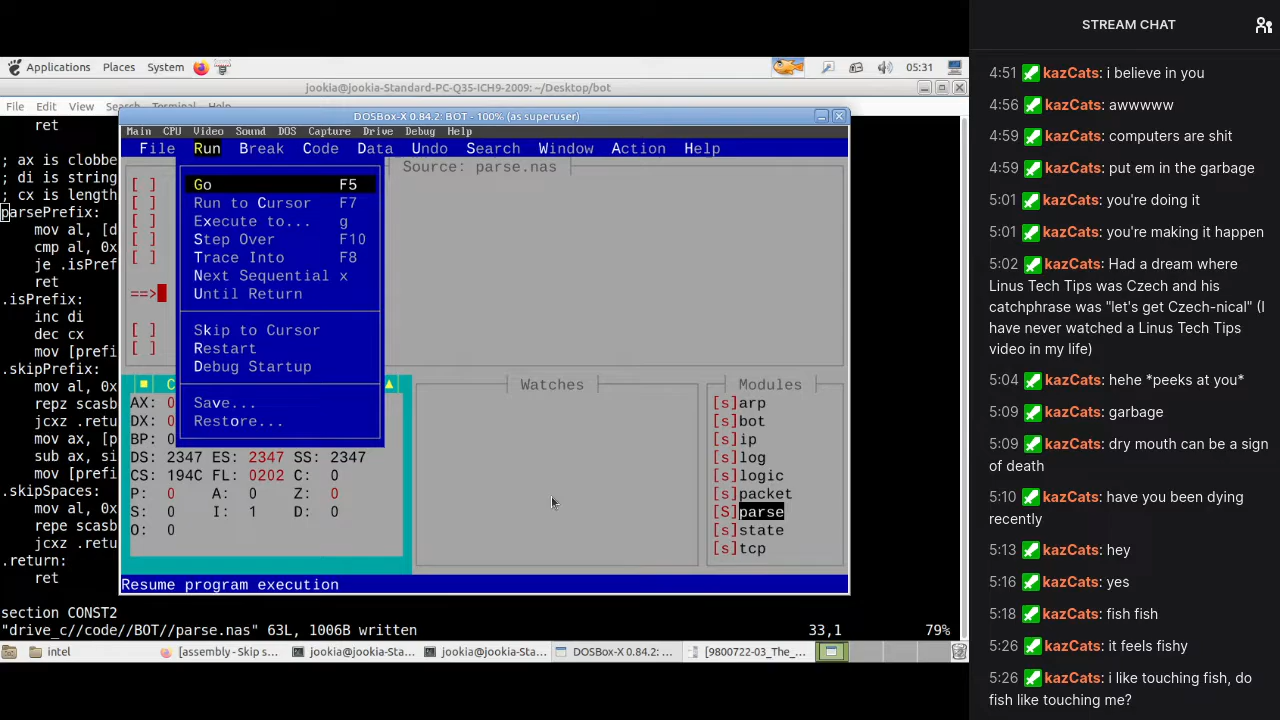 Applications Places System 05:31
jookia@jookia-Standard-PC-Q35-ICH9-2009: ~/Desktop/bot
File Edit View Search Terminal Help
DOSBox-X 0.84.2: BOT - 100% (as superuser)
Main CPU Video Sound DOS Capture Drive Debug Help
File Run Break Code Data Undo Search Window Action Help
Source: parse.nas
[ ]
[ ]
[ ]
[ ]
[ ]
==>
[ ]
[ ]
Go F5
Run to Cursor F7
Execute to... g
Step Over F10
Trace Into F8
Next Sequential x
Until Return
Skip to Cursor
Restart
Debug Startup
Save...
Restore...
C
AX: 0
DX: 0
BP: 0
DS: 2347 ES: 2347 SS: 2347
CS: 194C FL: 0202 C: 0
P: 0 A: 0 Z: 0
S: 0 I: 1 D: 0
O: 0
Watches
Modules
[s]arp
[s]bot
[s]ip
[s]log
[s]logic
[s]packet
[S]parse
[s]state
[s]tcp
Resume program execution
ret
; ax is clobbe
; di is string
; cx is length
parsePrefix:
mov al, [d
cmp al, 0x
je .isPref
ret
.isPrefix:
inc di
dec cx
mov [prefi
.skipPrefix:
mov al, 0x
repz scasb
jcxz .retu
mov ax, [p
sub ax, si
mov [prefi
.skipSpaces:
mov al, 0x
repe scasb
jcxz .retu
.return:
ret
section CONST2
"drive_c//code//BOT//parse.nas" 63L, 1006B written 33,1 79%
intel
[assembly - Skip s...
jookia@jookia-Sta...
jookia@jookia-Sta...
DOSBox-X 0.84.2: ...
[9800722-03_The_...
STREAM CHAT
4:51 kazCats: i believe in you
4:56 kazCats: awwwww
4:59 kazCats: computers are shit
4:59 kazCats: put em in the garbage
5:01 kazCats: you're doing it
5:01 kazCats: you're making it happen
5:02 kazCats: Had a dream where
Linus Tech Tips was Czech and his
catchphrase was "let's get Czech-nical" (I
have never watched a Linus Tech Tips
video in my life)
5:04 kazCats: hehe *peeks at you*
5:09 kazCats: garbage
5:09 kazCats: dry mouth can be a sign
of death
5:10 kazCats: have you been dying
recently
5:13 kazCats: hey
5:16 kazCats: yes
5:18 kazCats: fish fish
5:26 kazCats: it feels fishy
5:26 kazCats: i like touching fish, do
fish like touching me?